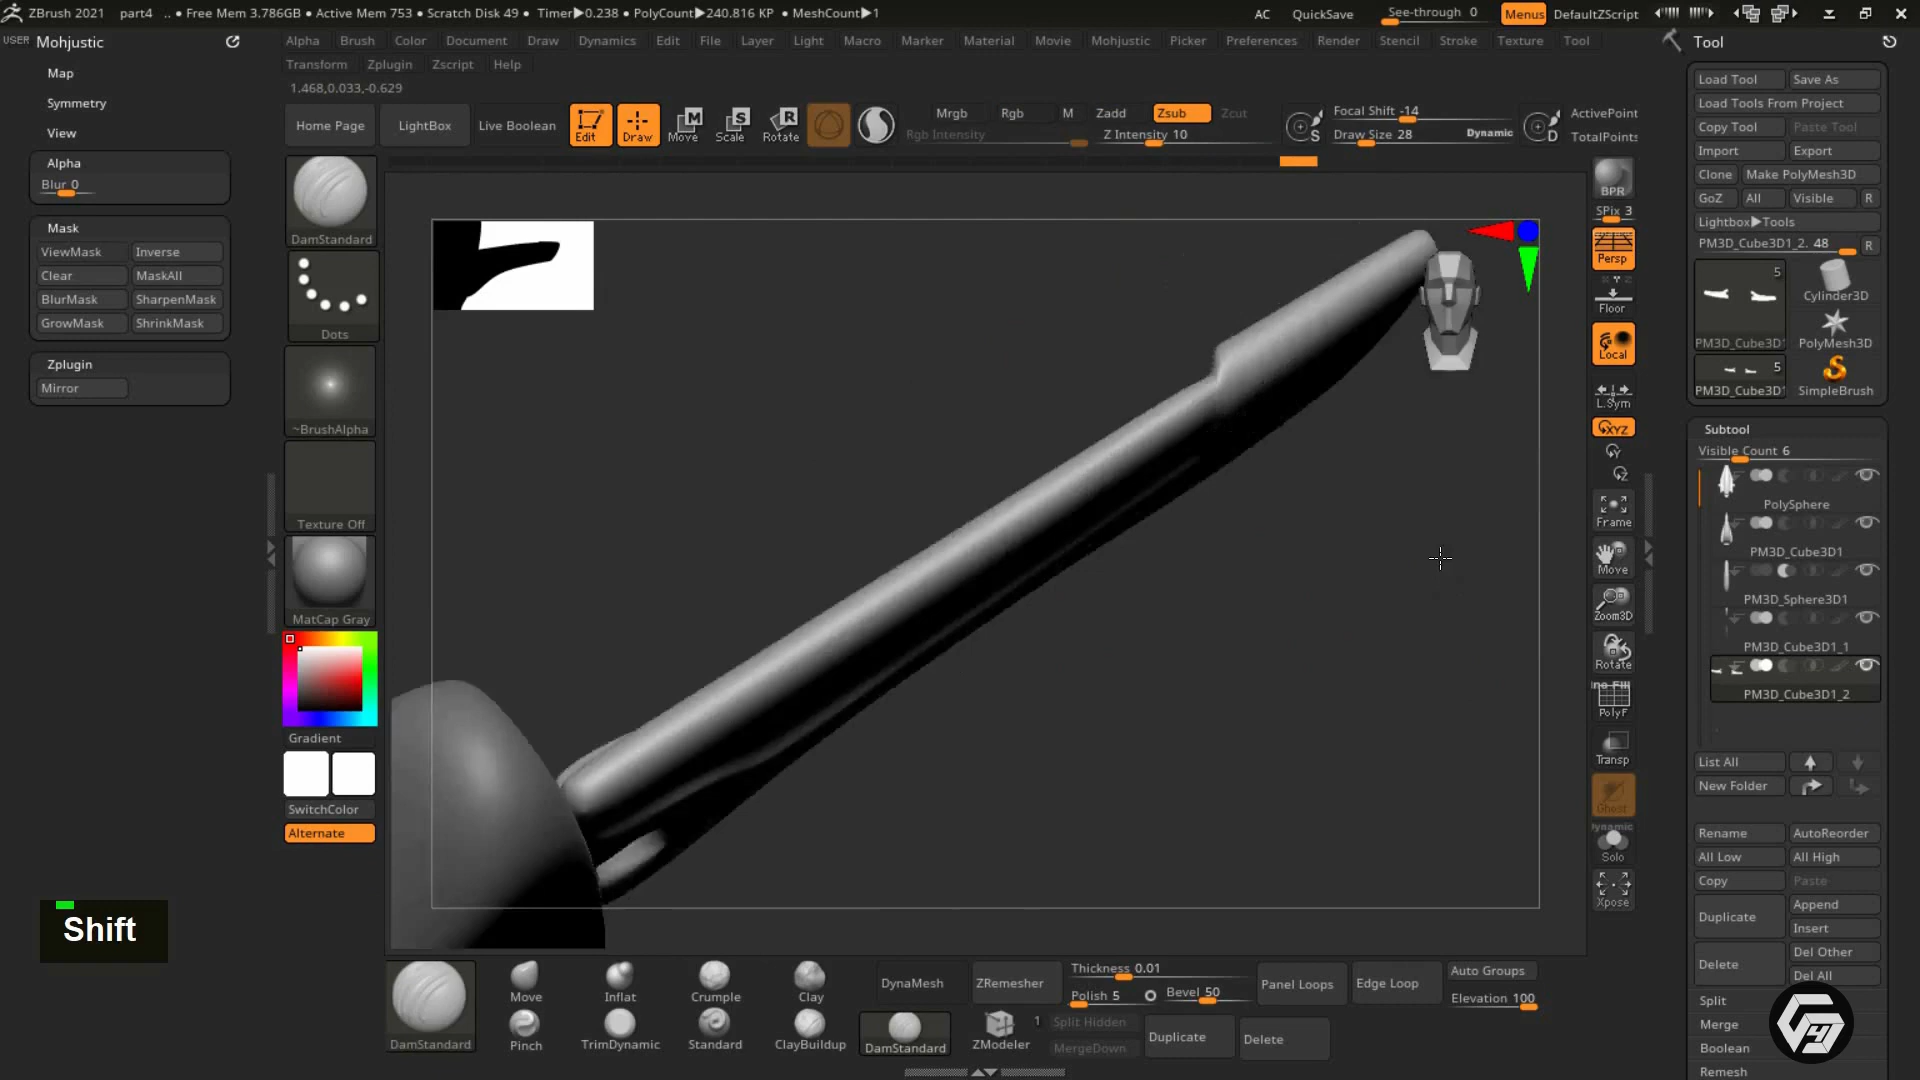 ZBrush 2021 part4 .. • Free Mem 3.786GB • Active Mem 753 • Scratch Disk 49 • Timer▶0.238 • PolyCount▶240.816 KP • MeshCount▶1
AC QuickSave See-through 0 Menus DefaultZScript
USER Mohjustic
Alpha Brush Color Document Draw Dynamics Edit File Layer Light Macro Marker Material Movie Mohjustic Picker Preferences Render Stencil Stroke Texture Tool
Transform Zplugin Zscript Help
1.468,0.033,-0.629
Map
Symmetry
View
Alpha
Blur 0
Mask
ViewMask Inverse
Clear MaskAll
BlurMask SharpenMask
GrowMask ShrinkMask
Zplugin
Mirror
Home Page LightBox Live Boolean Edit Draw Move Scale Rotate
M S R
Mrgb Rgb M Zadd Zsub Zcut
Rgb Intensity Z Intensity 10
S Focal Shift -14
Draw Size 28 Dynamic
D ActivePoint
TotalPoints
DamStandard
Dots
~BrushAlpha
Texture Off
MatCap Gray
Gradient
SwitchColor
Alternate
Shift
BPR
SPix 3
Persp
Floor
Local
L.Sym
XYZ
Y
Z
Frame
Move
Zoom3D
Rotate
PolyF
Transp
Ghost
Dynamic
Solo
Xpose
Tool
Load Tool Save As
Load Tools From Project
Copy Tool Paste Tool
Import Export
Clone Make PolyMesh3D
GoZ All Visible R
Lightbox▶Tools
PM3D_Cube3D1_2. 48 R
5
PM3D_Cube3D1
Cylinder3D
PolyMesh3D
5
PM3D_Cube3D1
SimpleBrush
Subtool
Visible Count 6
PolySphere
PM3D_Cube3D1
PM3D_Sphere3D1
PM3D_Cube3D1_1
PM3D_Cube3D1_2
List All
New Folder
Rename AutoReorder
All Low All High
Copy Paste
Duplicate Append
Insert
Delete Del Other
Del All
Split
Merge
Boolean
Remesh
DamStandard
Move Inflat Crumple Clay
Pinch TrimDynamic Standard ClayBuildup DamStandard ZModeler 1
DynaMesh ZRemesher
Thickness 0.01
Polish 5 Bevel 50
Panel Loops Edge Loop Auto Groups
Elevation 100
Split Hidden
MergeDown
Duplicate Delete